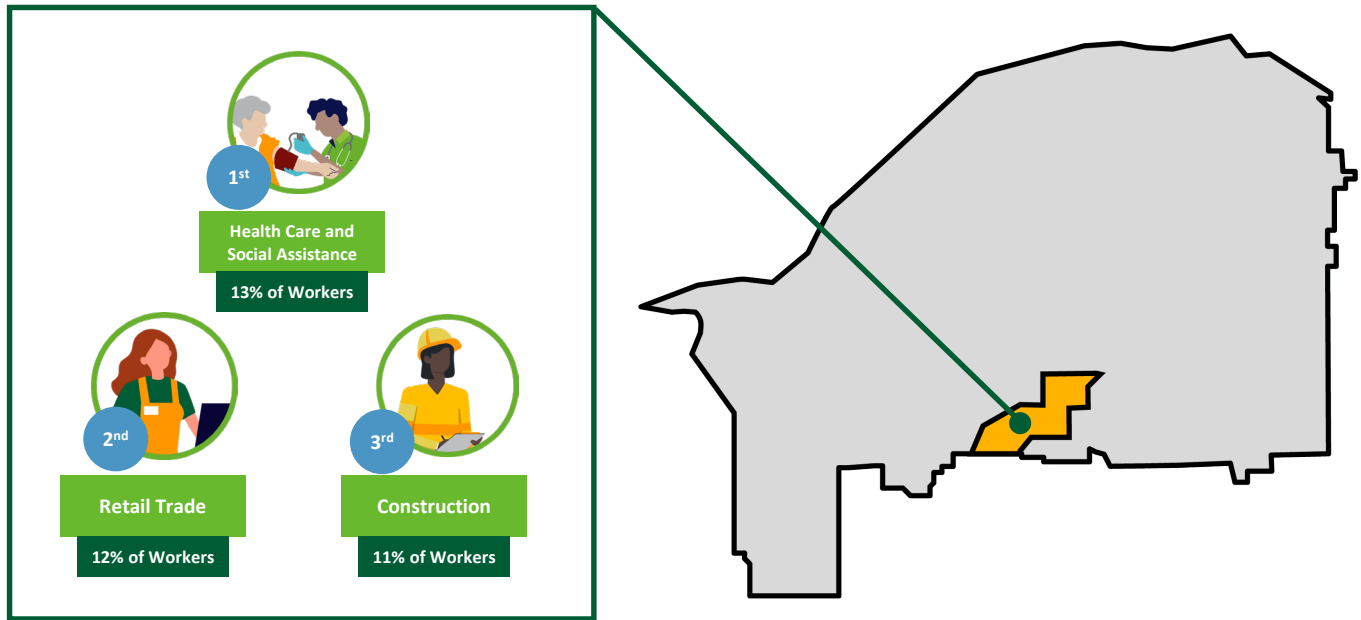 1st
Health Care and
Social Assistance
13% of Workers
2nd
Retail Trade
12% of Workers
3rd
Construction
11% of Workers